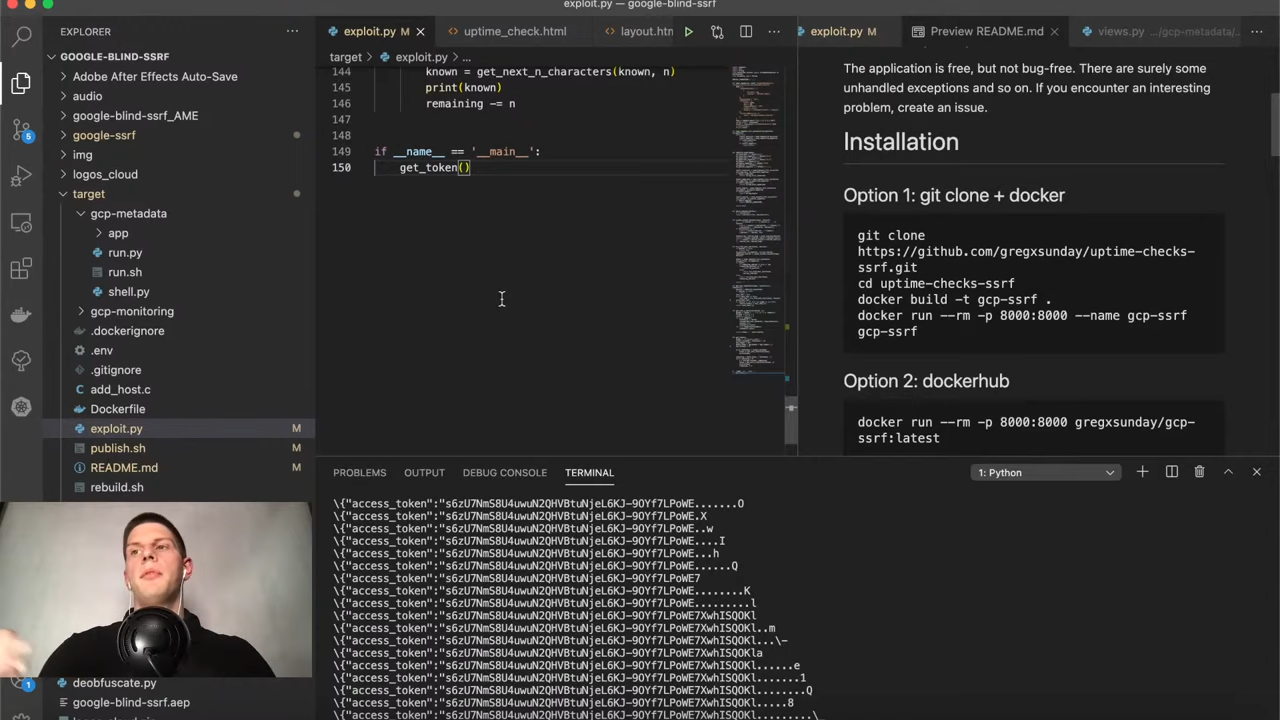 exploit.py — google-blind-ssrf
EXPLORER
GOOGLE-BLIND-SSRF
Adobe After Effects Auto-Save
audio
google-blind-ssrf_AME
google-ssrf
img
logos_cloud
target
gcp-metadata
app
run.py
run.sh
shell.py
gcp-monitoring
.dockerignore
.env
.gitignore
add_host.c
Dockerfile
exploit.py M
publish.sh M
README.md M
rebuild.sh
deobfuscate.py
google-blind-ssrf.aep
5
1
exploit.py M
uptime_check.html
layout.htm
target > exploit.py > ...
144 known = get_next_n_characters(known, n)
145 print(known)
146 remaining -= n
147
148
149 if __name__ == '__main__':
150 get_token()
exploit.py M
Preview README.md
views.py .../gcp-metadata/
The application is free, but not bug-free. There are surely some
unhandled exceptions and so on. If you encounter an interesting
problem, create an issue.
Installation
Option 1: git clone + docker
git clone
https://github.com/gregxsunday/uptime-checks-
ssrf.git
cd uptime-checks-ssrf
docker build -t gcp-ssrf .
docker run --rm -p 8000:8000 --name gcp-ssrf
gcp-ssrf
Option 2: dockerhub
docker run --rm -p 8000:8000 gregxsunday/gcp-
ssrf:latest
PROBLEMS OUTPUT DEBUG CONSOLE TERMINAL
1: Python
\{"access_token":"s6zU7NmS8U4uwuN2QHVBtuNjeL6KJ-9OYf7LPoWE.......O
\{"access_token":"s6zU7NmS8U4uwuN2QHVBtuNjeL6KJ-9OYf7LPoWE.X
\{"access_token":"s6zU7NmS8U4uwuN2QHVBtuNjeL6KJ-9OYf7LPoWE..w
\{"access_token":"s6zU7NmS8U4uwuN2QHVBtuNjeL6KJ-9OYf7LPoWE....I
\{"access_token":"s6zU7NmS8U4uwuN2QHVBtuNjeL6KJ-9OYf7LPoWE...h
\{"access_token":"s6zU7NmS8U4uwuN2QHVBtuNjeL6KJ-9OYf7LPoWE......Q
\{"access_token":"s6zU7NmS8U4uwuN2QHVBtuNjeL6KJ-9OYf7LPoWE7
\{"access_token":"s6zU7NmS8U4uwuN2QHVBtuNjeL6KJ-9OYf7LPoWE........K
\{"access_token":"s6zU7NmS8U4uwuN2QHVBtuNjeL6KJ-9OYf7LPoWE.........l
\{"access_token":"s6zU7NmS8U4uwuN2QHVBtuNjeL6KJ-9OYf7LPoWE7XwhISQOKl
\{"access_token":"s6zU7NmS8U4uwuN2QHVBtuNjeL6KJ-9OYf7LPoWE7XwhISQOKl..m
\{"access_token":"s6zU7NmS8U4uwuN2QHVBtuNjeL6KJ-9OYf7LPoWE7XwhISQOKl...\-
\{"access_token":"s6zU7NmS8U4uwuN2QHVBtuNjeL6KJ-9OYf7LPoWE7XwhISQOKla
\{"access_token":"s6zU7NmS8U4uwuN2QHVBtuNjeL6KJ-9OYf7LPoWE7XwhISQOKl......e
\{"access_token":"s6zU7NmS8U4uwuN2QHVBtuNjeL6KJ-9OYf7LPoWE7XwhISQOKl.......1
\{"access_token":"s6zU7NmS8U4uwuN2QHVBtuNjeL6KJ-9OYf7LPoWE7XwhISQOKl........Q
\{"access_token":"s6zU7NmS8U4uwuN2QHVBtuNjeL6KJ-9OYf7LPoWE7XwhISQOKl.....8
\{"access_token":"s6zU7NmS8U4uwuN2QHVBtuNjeL6KJ-9OYf7LPoWE7XwhISQOKl.........\